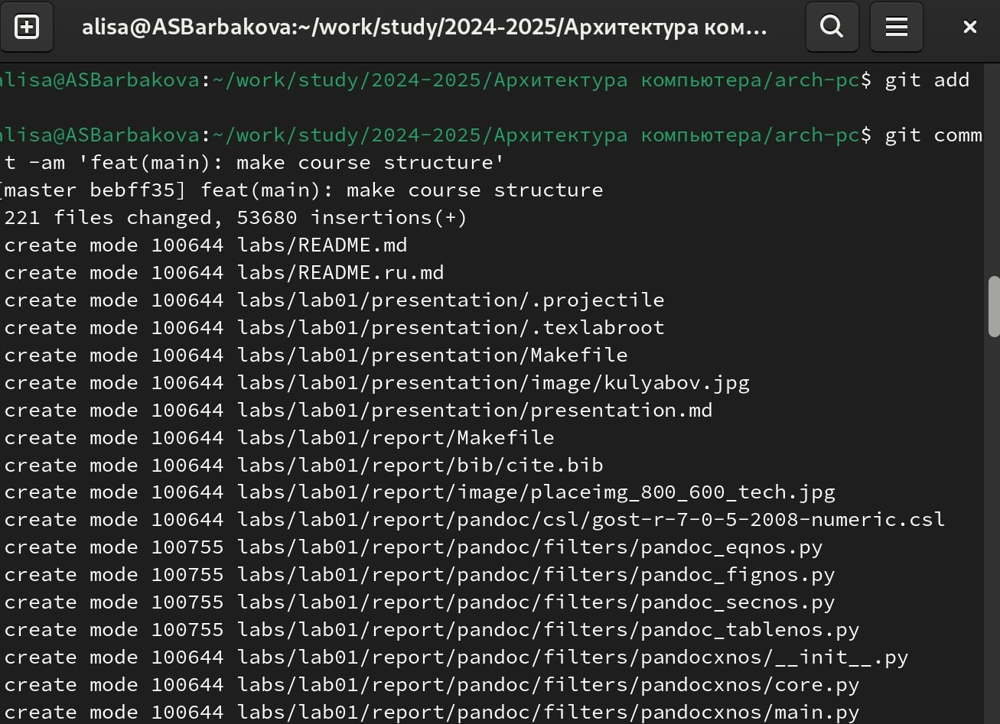 alisa@ASBarbakova:~/work/study/2024-2025/Архитектура ком...
alisa@ASBarbakova:~/work/study/2024-2025/Архитектура компьютера/arch-pc$ git add
alisa@ASBarbakova:~/work/study/2024-2025/Архитектура компьютера/arch-pc$ git comm
t -am 'feat(main): make course structure'
[master bebff35] feat(main): make course structure
221 files changed, 53680 insertions(+)
create mode 100644 labs/README.md
create mode 100644 labs/README.ru.md
create mode 100644 labs/lab01/presentation/.projectile
create mode 100644 labs/lab01/presentation/.texlabroot
create mode 100644 labs/lab01/presentation/Makefile
create mode 100644 labs/lab01/presentation/image/kulyabov.jpg
create mode 100644 labs/lab01/presentation/presentation.md
create mode 100644 labs/lab01/report/Makefile
create mode 100644 labs/lab01/report/bib/cite.bib
create mode 100644 labs/lab01/report/image/placeimg_800_600_tech.jpg
create mode 100644 labs/lab01/report/pandoc/csl/gost-r-7-0-5-2008-numeric.csl
create mode 100755 labs/lab01/report/pandoc/filters/pandoc_eqnos.py
create mode 100755 labs/lab01/report/pandoc/filters/pandoc_fignos.py
create mode 100755 labs/lab01/report/pandoc/filters/pandoc_secnos.py
create mode 100755 labs/lab01/report/pandoc/filters/pandoc_tablenos.py
create mode 100644 labs/lab01/report/pandoc/filters/pandocxnos/__init__.py
create mode 100644 labs/lab01/report/pandoc/filters/pandocxnos/core.py
create mode 100644 labs/lab01/report/pandoc/filters/pandocxnos/main.py